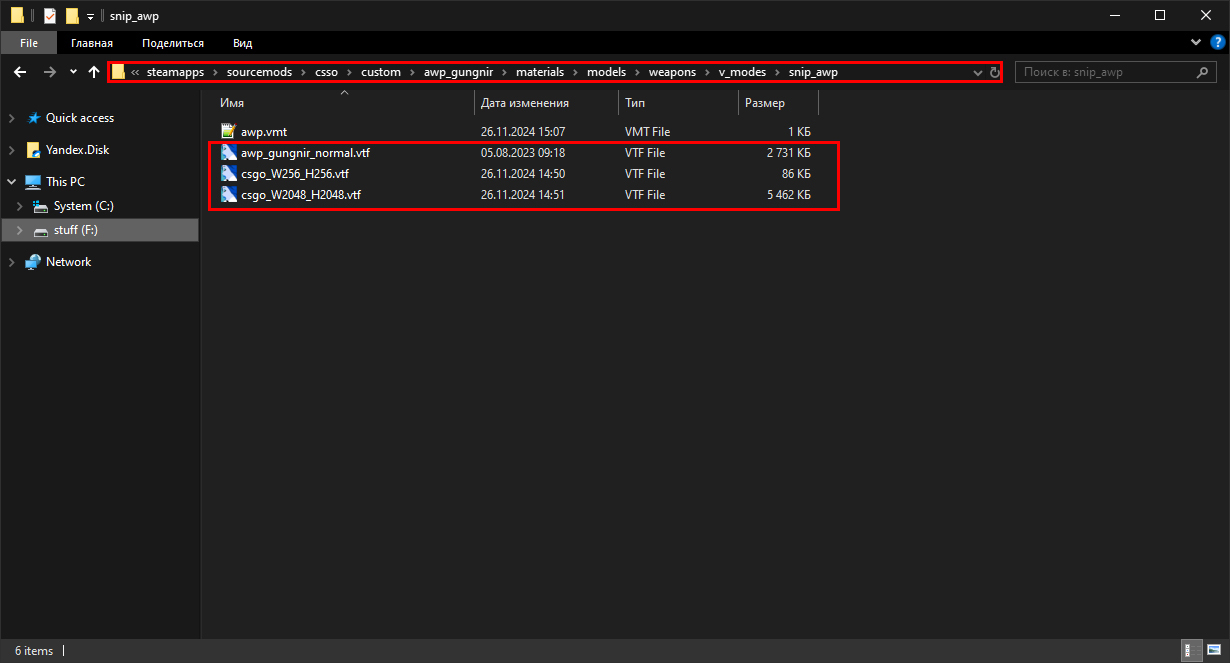 snip_awp
File Главная Поделиться Вид
« steamapps › sourcemods › csso › custom › awp_gungnir › materials › models › weapons › v_modes › snip_awp
Поиск в: snip_awp
Имя Дата изменения Тип Размер
Quick access
Yandex.Disk
This PC
System (C:)
stuff (F:)
Network
awp.vmt 26.11.2024 15:07 VMT File 1 КБ
awp_gungnir_normal.vtf 05.08.2023 09:18 VTF File 2 731 КБ
csgo_W256_H256.vtf 26.11.2024 14:50 VTF File 86 КБ
csgo_W2048_H2048.vtf 26.11.2024 14:51 VTF File 5 462 КБ
6 items